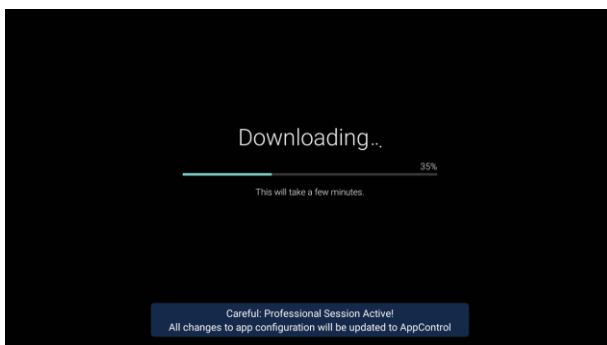 Downloading...
35%
This will take a few minutes.
Careful: Professional Session Active!
All changes to app configuration will be updated to AppControl